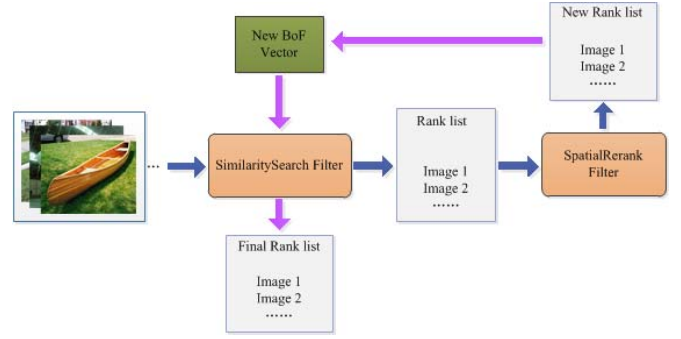 New BoF
Vector
New Rank list
Image 1
Image 2
......
...
SimilaritySearch Filter
Rank list
Image 1
Image 2
......
SpatialRerank
Filter
Final Rank list
Image 1
Image 2
......